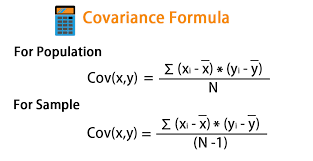 Covariance Formula
For Population
Cov(x,y) = Σ (xᵢ - x̅) * (yᵢ - y̅) / N
For Sample
Cov(x,y) = Σ (xᵢ - x̅) * (yᵢ - y̅) / (N -1)